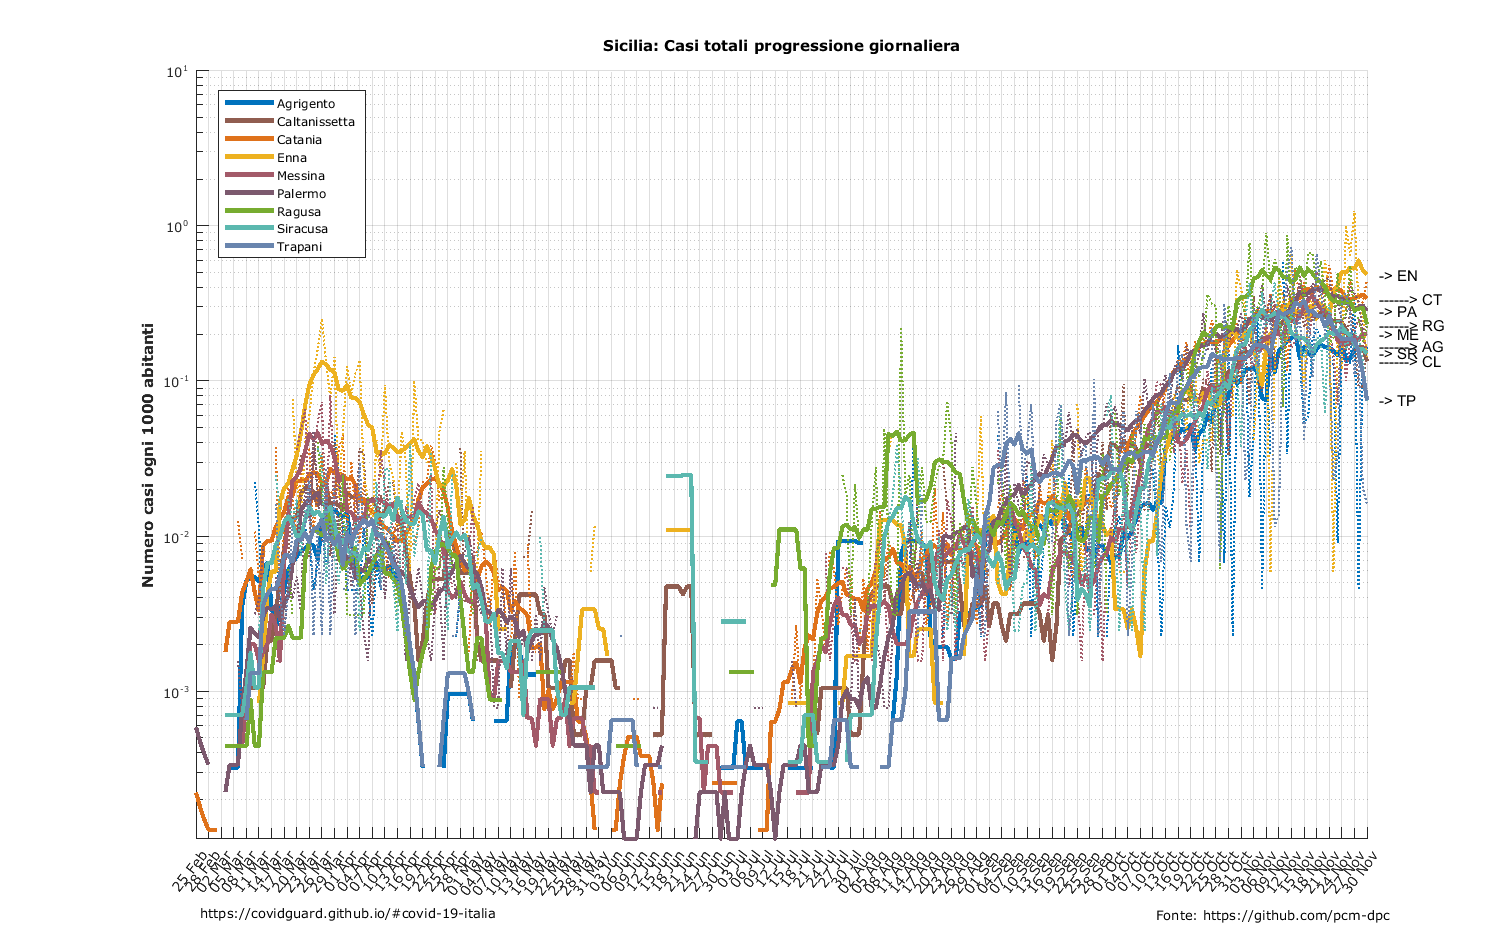 Sicilia: Casi totali progressione giornaliera
Numero casi ogni 1000 abitanti
10¹
10⁰
10⁻¹
10⁻²
10⁻³
Agrigento
Caltanissetta
Catania
Enna
Messina
Palermo
Ragusa
Siracusa
Trapani
-> EN
------> CT
-> PA
------> RG
-> ME
------> AG
-> SR
------> CL
-> TP
25 Feb
28 Feb
02 Mar
05 Mar
08 Mar
11 Mar
14 Mar
17 Mar
20 Mar
23 Mar
26 Mar
29 Mar
01 Apr
04 Apr
07 Apr
10 Apr
13 Apr
16 Apr
19 Apr
22 Apr
25 Apr
28 Apr
01 May
04 May
07 May
10 May
13 May
16 May
19 May
22 May
25 May
28 May
31 May
03 Jun
06 Jun
09 Jun
12 Jun
15 Jun
18 Jun
21 Jun
24 Jun
27 Jun
30 Jun
03 Jul
06 Jul
09 Jul
12 Jul
15 Jul
18 Jul
21 Jul
24 Jul
27 Jul
30 Jul
02 Aug
05 Aug
08 Aug
11 Aug
14 Aug
17 Aug
20 Aug
23 Aug
26 Aug
29 Aug
01 Sep
04 Sep
07 Sep
10 Sep
13 Sep
16 Sep
19 Sep
22 Sep
25 Sep
28 Sep
01 Oct
04 Oct
07 Oct
10 Oct
13 Oct
16 Oct
19 Oct
22 Oct
25 Oct
28 Oct
31 Oct
03 Nov
06 Nov
09 Nov
12 Nov
15 Nov
18 Nov
21 Nov
24 Nov
27 Nov
30 Nov
https://covidguard.github.io/#covid-19-italia
Fonte: https://github.com/pcm-dpc